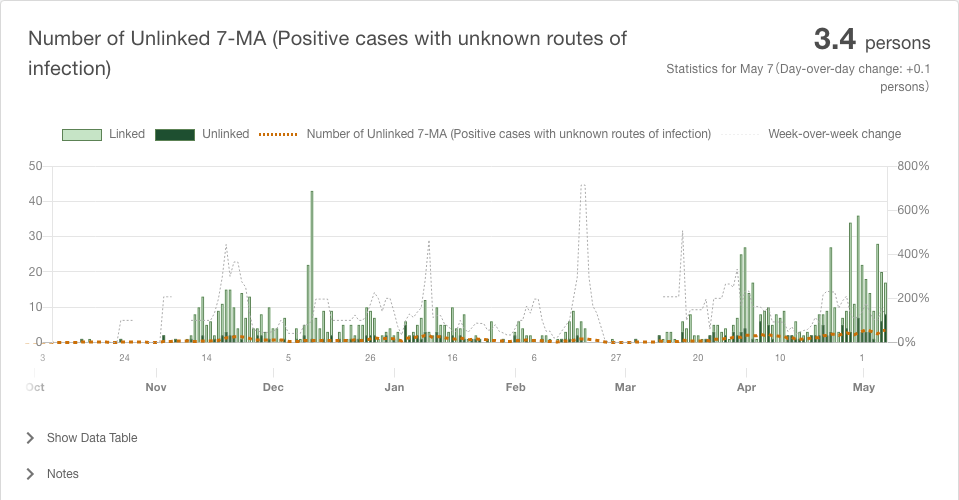 Number of Unlinked 7-MA (Positive cases with unknown routes of
infection)
3.4 persons
Statistics for May 7 (Day-over-day change: +0.1
persons)
Linked Unlinked Number of Unlinked 7-MA (Positive cases with unknown routes of infection) Week-over-week change
50 800%
40 600%
30
400%
20
200%
10
0 0%
3 24 14 5 26 16 6 27 20 10 1
Oct Nov Dec Jan Feb Mar Apr May
Show Data Table
Notes